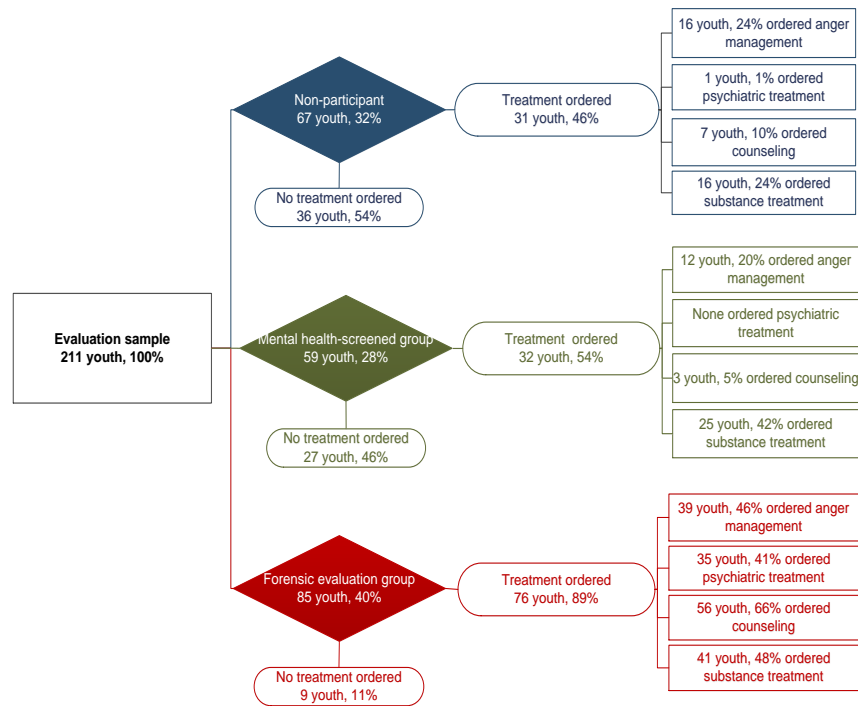 Evaluation sample
211 youth, 100%
Non-participant
67 youth, 32%
No treatment ordered
36 youth, 54%
Treatment ordered
31 youth, 46%
16 youth, 24% ordered anger
management
1 youth, 1% ordered
psychiatric treatment
7 youth, 10% ordered
counseling
16 youth, 24% ordered
substance treatment
Mental health-screened group
59 youth, 28%
No treatment ordered
27 youth, 46%
Treatment ordered
32 youth, 54%
12 youth, 20% ordered anger
management
None ordered psychiatric
treatment
3 youth, 5% ordered counseling
25 youth, 42% ordered
substance treatment
Forensic evaluation group
85 youth, 40%
No treatment ordered
9 youth, 11%
Treatment ordered
76 youth, 89%
39 youth, 46% ordered anger
management
35 youth, 41% ordered
psychiatric treatment
56 youth, 66% ordered
counseling
41 youth, 48% ordered
substance treatment